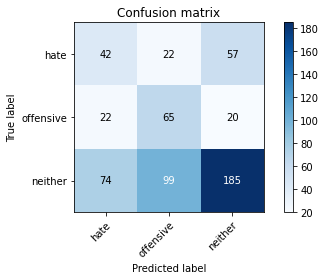 Confusion matrix
True label
hate
offensive
neither
42 22 57
22 65 20
74 99 185
hate
offensive
neither
Predicted label
180
160
140
120
100
80
60
40
20